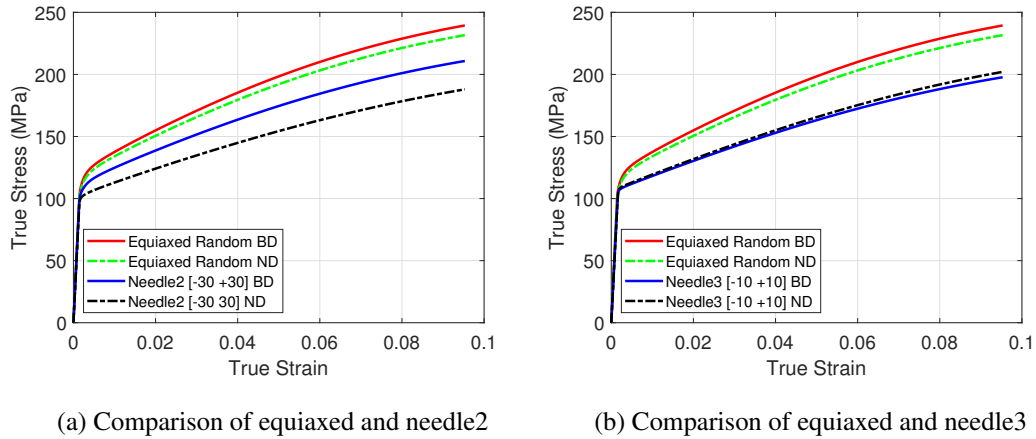 250
200
150
100
50
0
True Stress (MPa)
Equiaxed Random BD
Equiaxed Random ND
Needle2 [-30 +30] BD
Needle2 [-30 30] ND
0 0.02 0.04 0.06 0.08 0.1
True Strain
(a) Comparison of equiaxed and needle2
250
200
150
100
50
0
True Stress (MPa)
Equiaxed Random BD
Equiaxed Random ND
Needle3 [-10 +10] BD
Needle3 [-10 +10] ND
0 0.02 0.04 0.06 0.08 0.1
True Strain
(b) Comparison of equiaxed and needle3